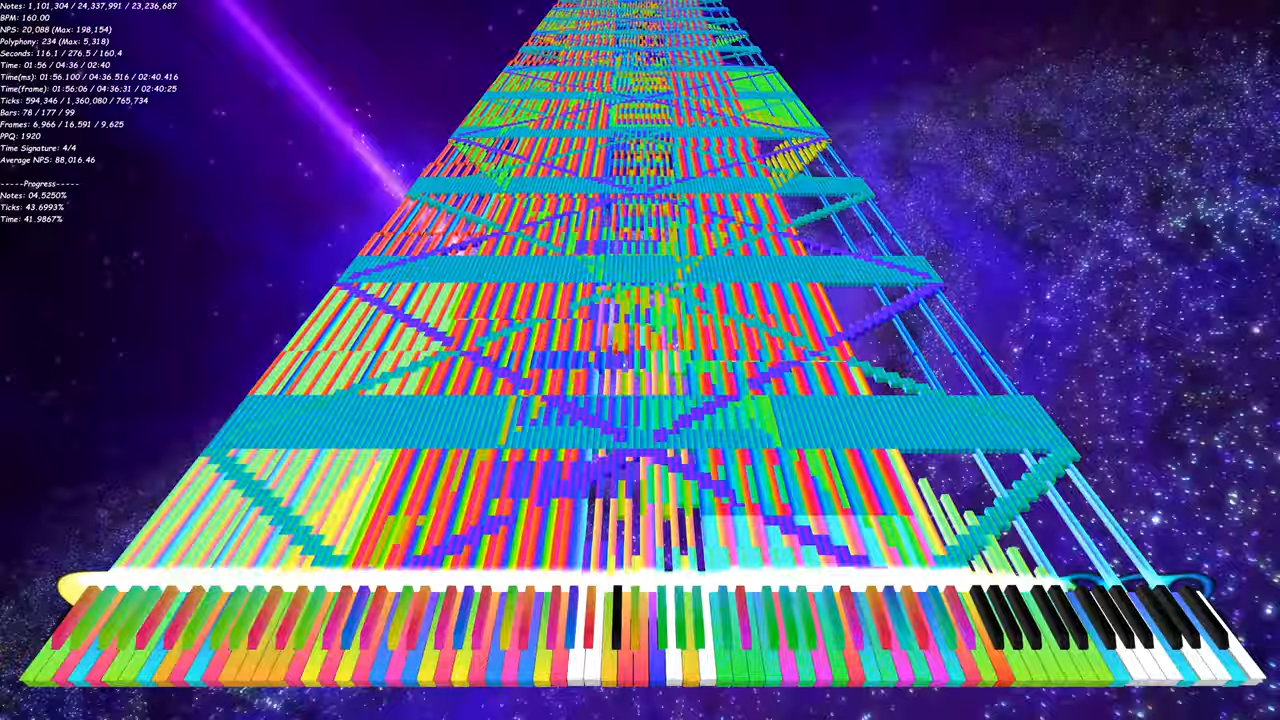 Notes: 1,101,304 / 24,337,991 / 23,236,687
BPM: 160.00
NPS: 20,088 (Max: 198,154)
Polyphony: 234 (Max: 5,318)
Seconds: 116.1 / 276.5 / 160.4
Time: 01:56 / 04:36 / 02:40
Time(ms): 01:56.100 / 04:36.516 / 02:40.416
Time(frame): 01:56:06 / 04:36:31 / 02:40:25
Ticks: 594,346 / 1,360,080 / 765,734
Bars: 78 / 177 / 99
Frames: 6,966 / 16,591 / 9,625
PPQ: 1920
Time Signature: 4/4
Average NPS: 88,016.46
-----Progress-----
Notes: 04.5250%
Ticks: 43.6993%
Time: 41.9867%